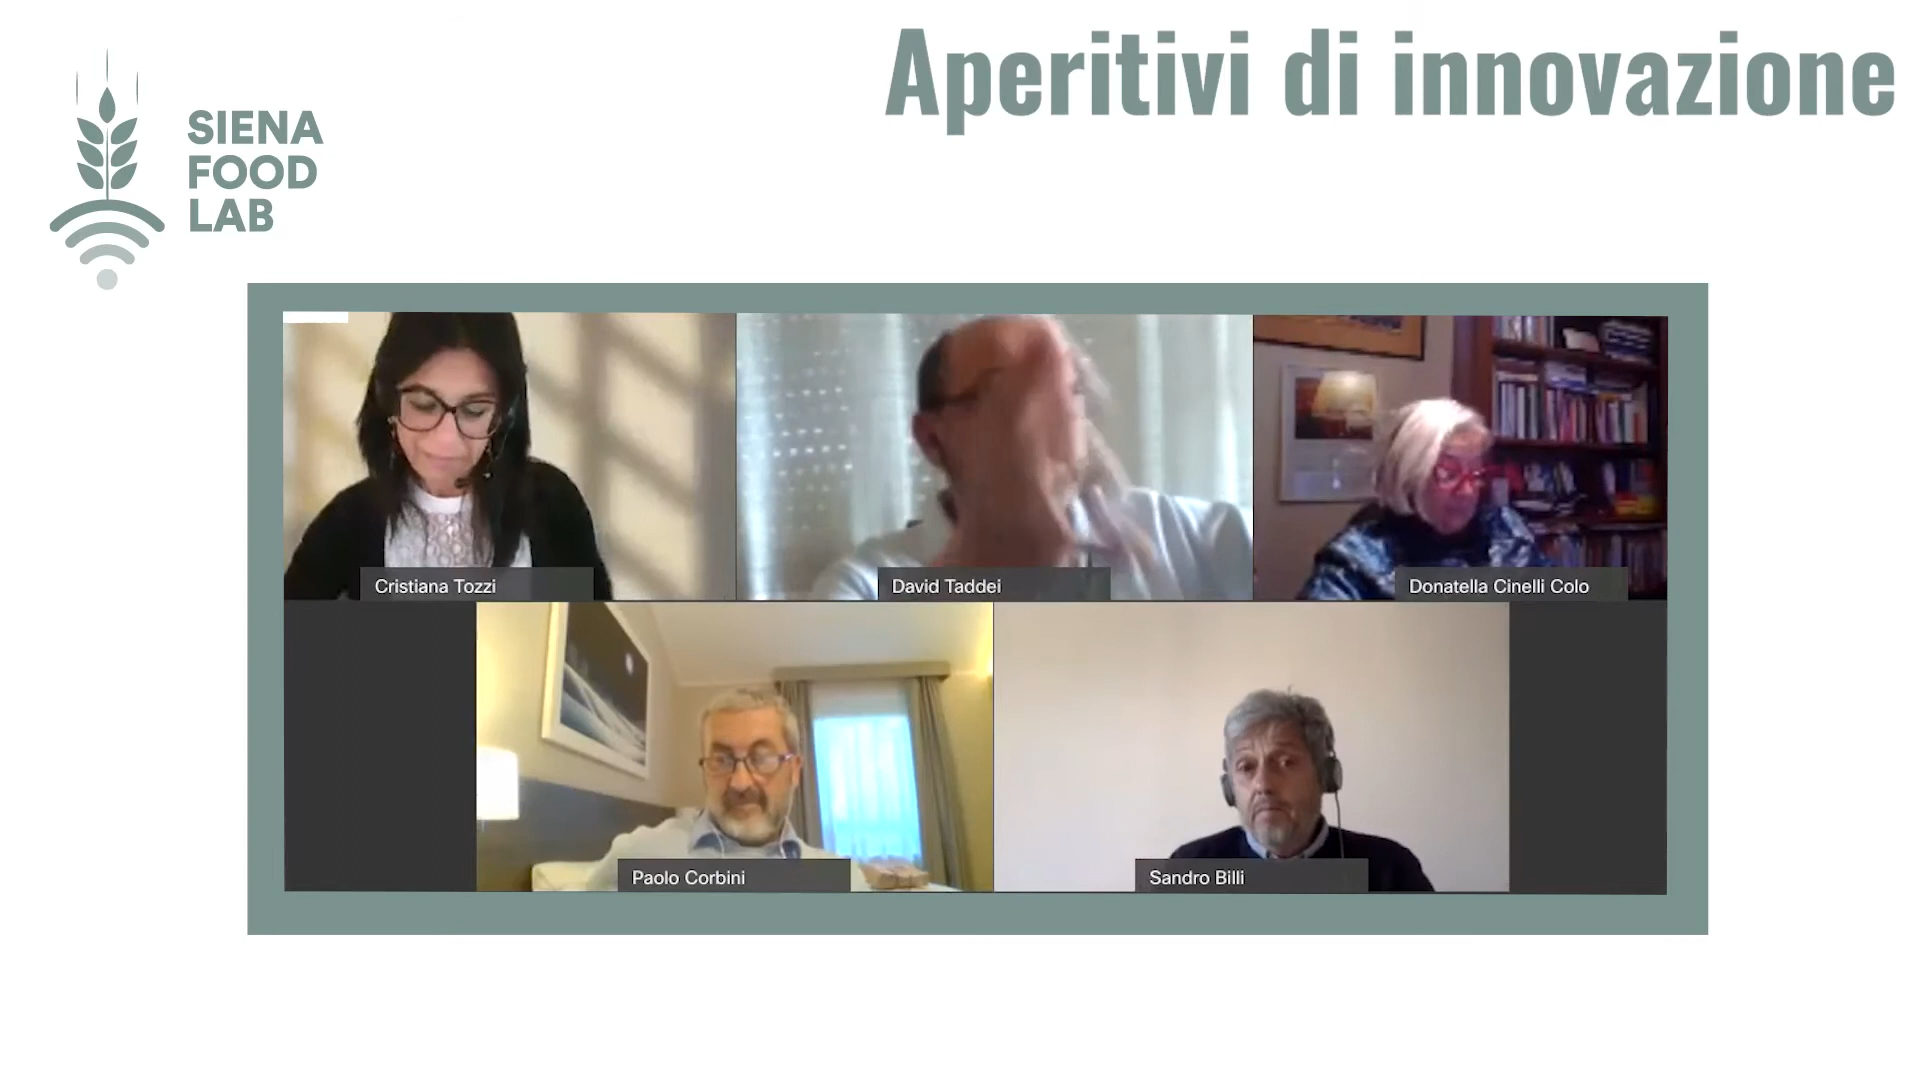 Aperitivi di innovazione
SIENA
FOOD
LAB
Cristiana Tozzi
David Taddei
Donatella Cinelli Colo
Paolo Corbini
Sandro Billi